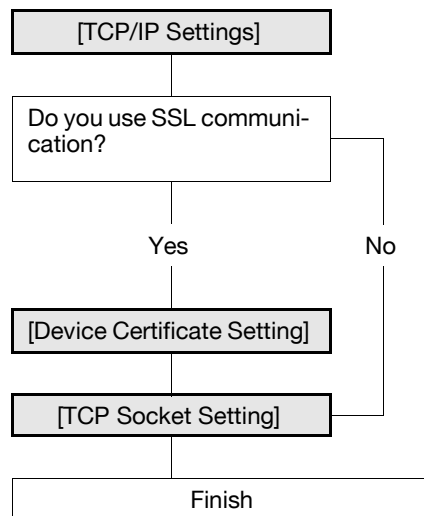 [TCP/IP Settings]
Do you use SSL communi-
cation?
Yes
No
[Device Certificate Setting]
[TCP Socket Setting]
Finish